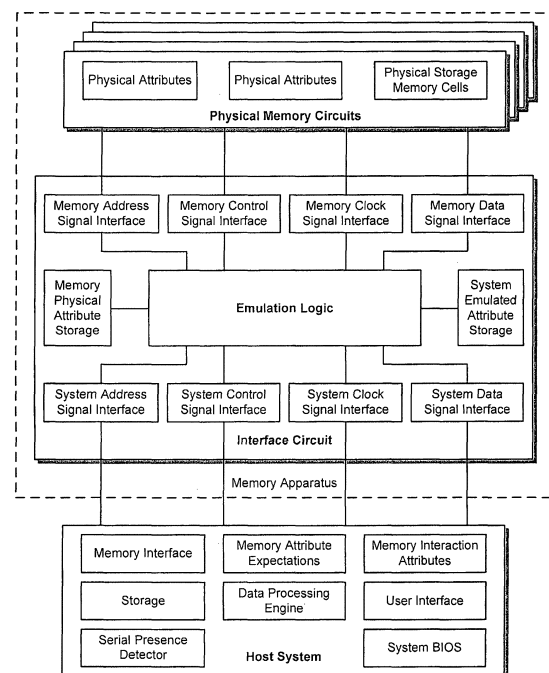 Physical Attributes
Physical Attributes
Physical Storage
Memory Cells
Physical Memory Circuits
Memory Address
Signal Interface
Memory Control
Signal Interface
Memory Clock
Signal Interface
Memory Data
Signal Interface
Memory
Physical
Attribute
Storage
Emulation Logic
System
Emulated
Attribute
Storage
System Address
Signal Interface
System Control
Signal Interface
System Clock
Signal Interface
System Data
Signal Interface
Interface Circuit
Memory Apparatus
Memory Interface
Memory Attribute
Expectations
Memory Interaction
Attributes
Storage
Data Processing
Engine
User Interface
Serial Presence
Detector
Host System
System BIOS